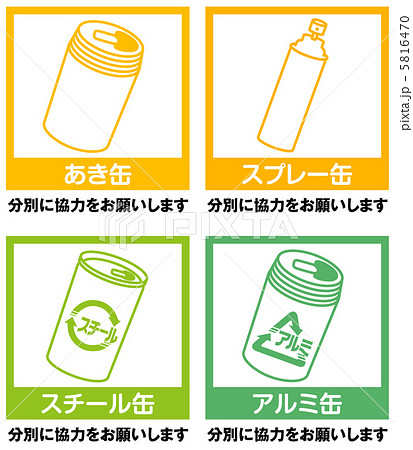 あき缶
スプレー缶
分別に協力をお願いします
分別に協力をお願いします
スチール
アルミ
スチール缶
アルミ缶
分別に協力をお願いします
分別に協力をお願いします
PIXTA
pixta.jp - 5816470